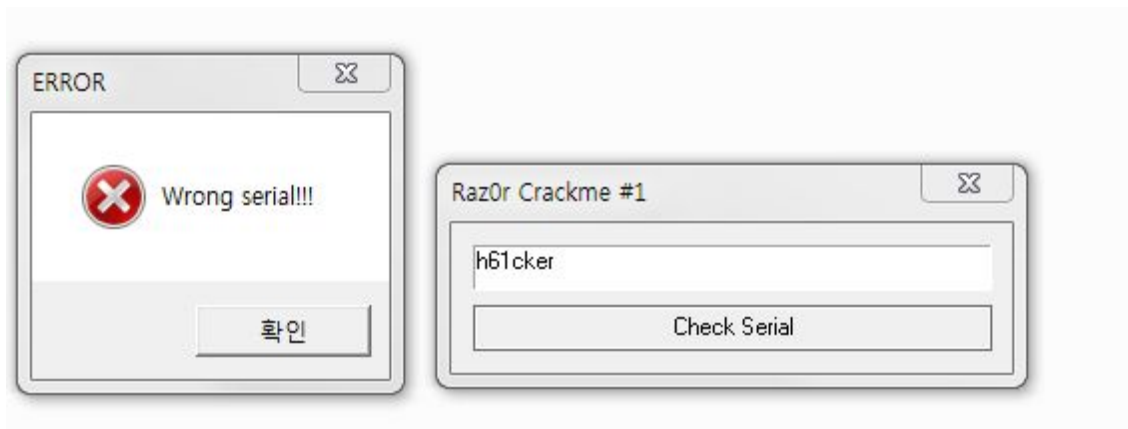 ERROR
Wrong serial!!!
확인
Raz0r Crackme #1
h61cker
Check Serial